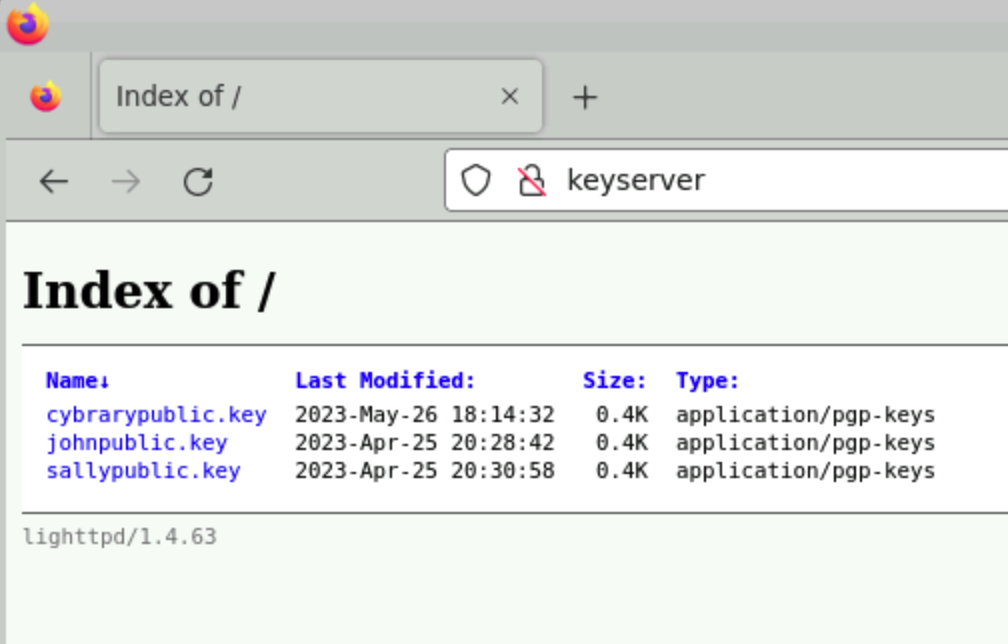 Index of /
keyserver
Index of /
Name↓ Last Modified: Size: Type:
cybrarypublic.key 2023-May-26 18:14:32 0.4K application/pgp-keys
johnpublic.key 2023-Apr-25 20:28:42 0.4K application/pgp-keys
sallypublic.key 2023-Apr-25 20:30:58 0.4K application/pgp-keys
lighttpd/1.4.63